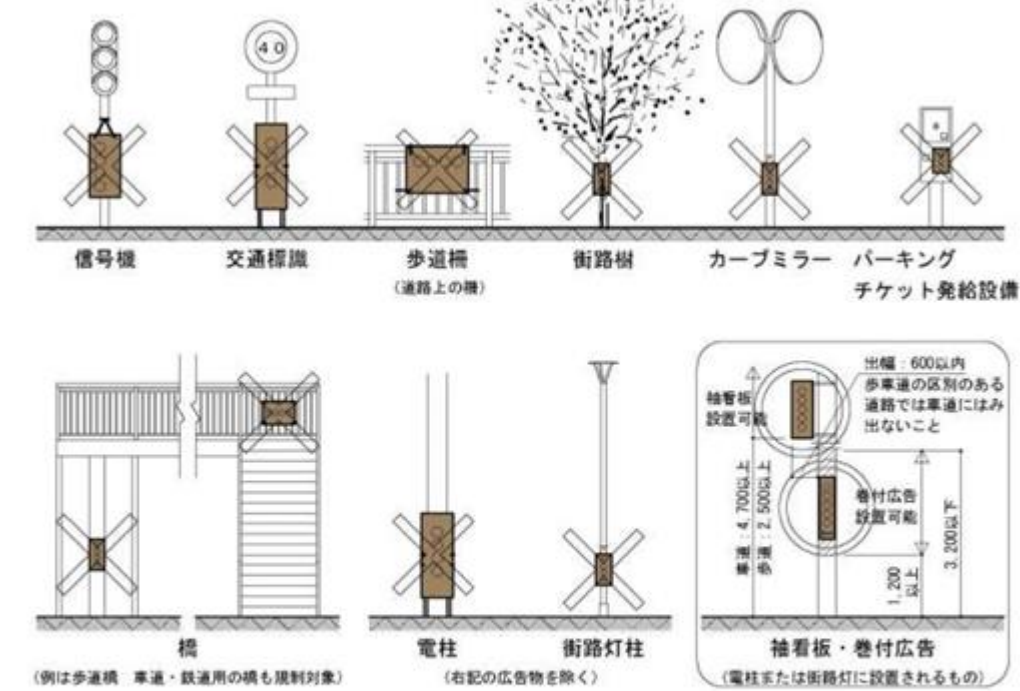 40
信号機
交通標識
歩道柵
(道路上の柵)
街路樹
カーブミラー
パーキング
チケット発給設備
橋
(例は歩道橋 車道・鉄道用の橋も規制対象)
電柱
街路灯柱
(右記の広告物を除く)
出幅:600以内
歩車道の区別のある
道路では車道にはみ
出ないこと
袖看板
設置可能
車道:4,700以上
歩道:2,500以上
巻付広告
設置可能
1,200
以上
3,200以下
袖看板・巻付広告
(電柱または街路灯に設置されるもの)